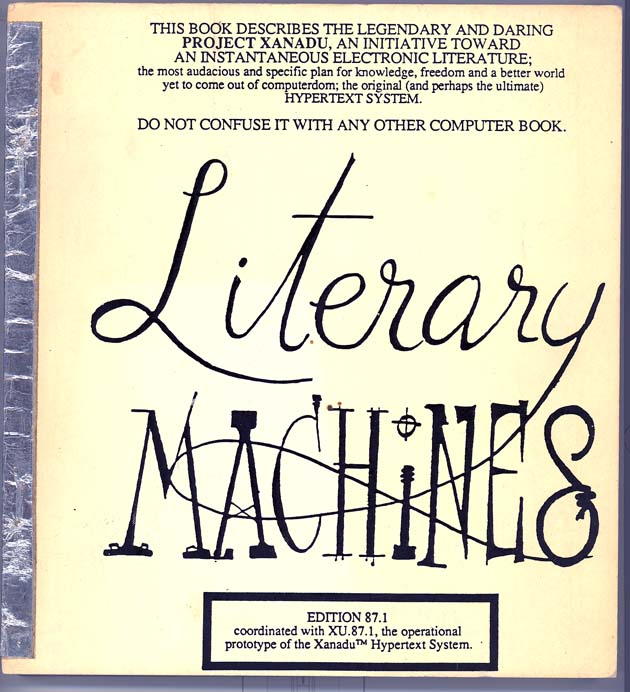 THIS BOOK DESCRIBES THE LEGENDARY AND DARING
PROJECT XANADU, AN INITIATIVE TOWARD
AN INSTANTANEOUS ELECTRONIC LITERATURE;
the most audacious and specific plan for knowledge, freedom and a better world
yet to come out of computerdom; the original (and perhaps the ultimate)
HYPERTEXT SYSTEM.
DO NOT CONFUSE IT WITH ANY OTHER COMPUTER BOOK.
Literary
MACHiNES
EDITION 87.1
coordinated with XU.87.1, the operational
prototype of the Xanadu™ Hypertext System.